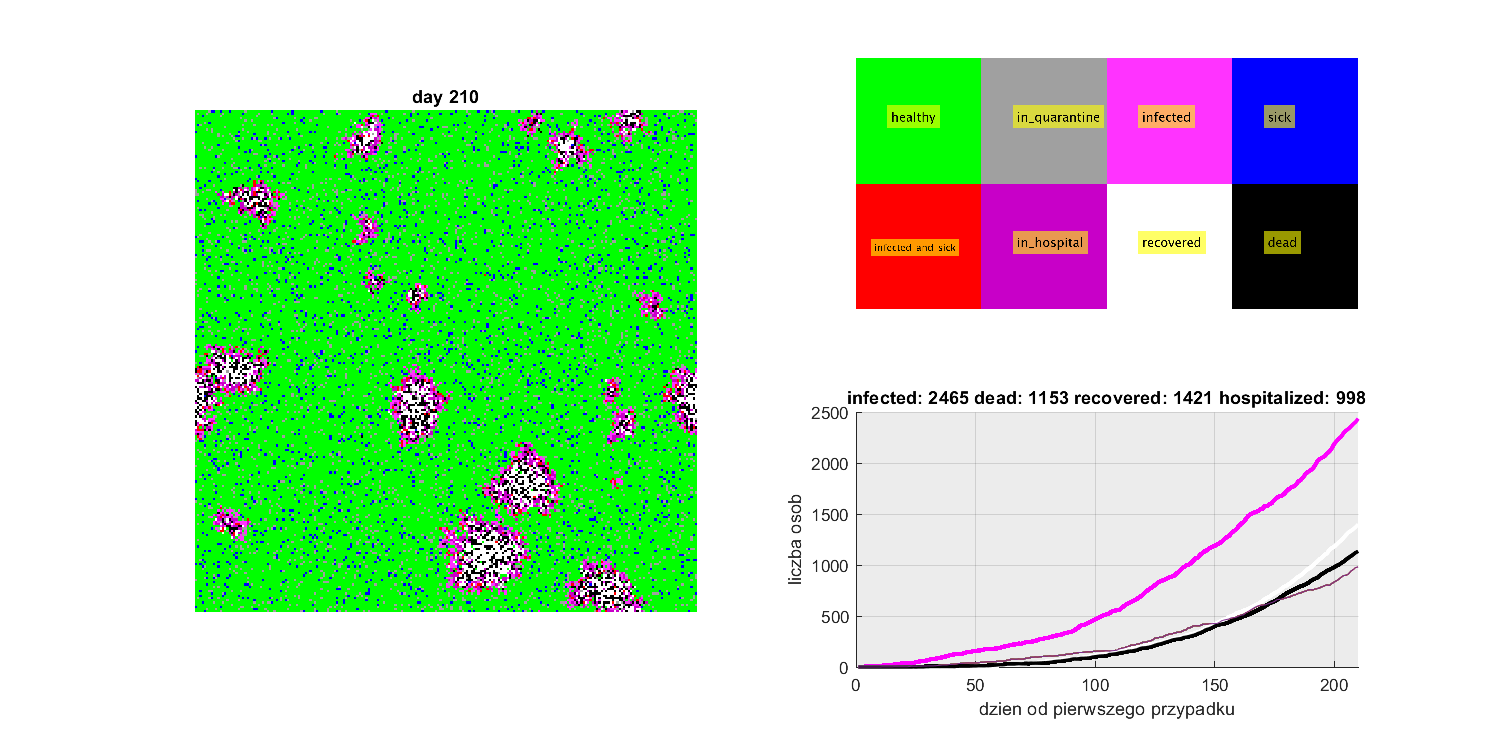 day 210
healthy
in_quarantine
infected
sick
infected and sick
in_hospital
recovered
dead
infected: 2465 dead: 1153 recovered: 1421 hospitalized: 998
2500
2000
1500
1000
500
0
liczba osob
0 50 100 150 200
dzien od pierwszego przypadku